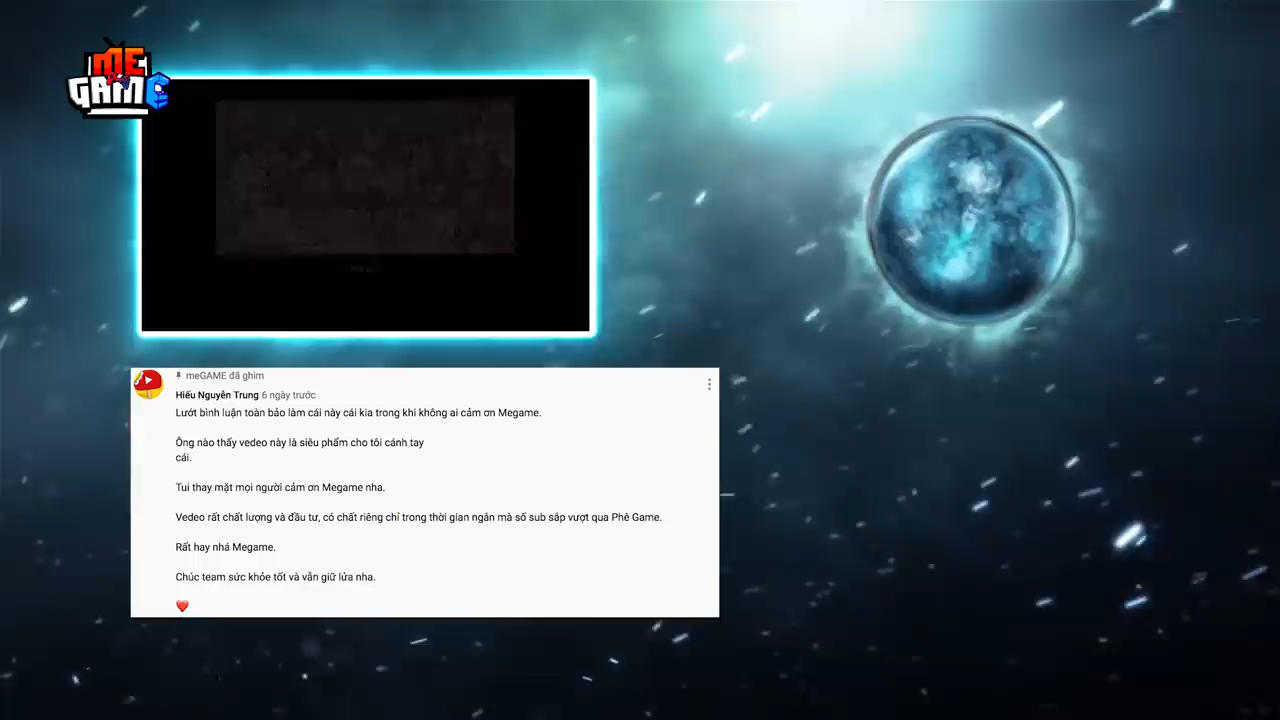 ME
GAME
meGAME đã ghim
Hiếu Nguyễn Trung 6 ngày trước
Lướt bình luận toàn bảo làm cái này cái kia trong khi không ai cảm ơn Megame.
Ông nào thấy vedeo này là siêu phẩm cho tôi cánh tay
cái.
Tui thay mặt mọi người cảm ơn Megame nha.
Vedeo rất chất lượng và đầu tư, có chất riêng chỉ trong thời gian ngắn mà số sub sắp vượt qua Phê Game.
Rất hay nhá Megame.
Chúc team sức khỏe tốt và vẫn giữ lửa nha.
❤️